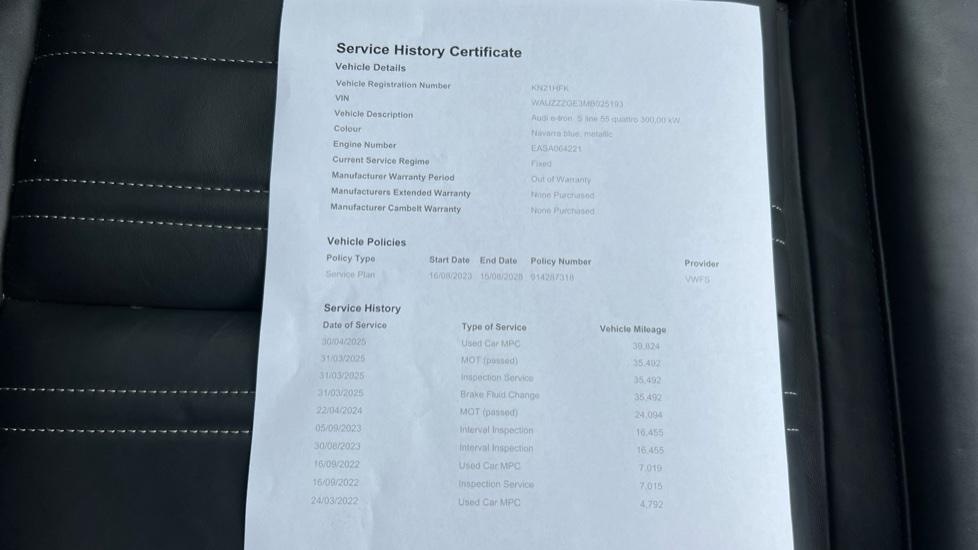 Service History Certificate
Vehicle Details
Vehicle Registration Number KN21HFK
VIN WAUZZZGE3MB025193
Vehicle Description Audi e-tron S line 55 quattro 300,00 kW
Colour Navarra blue, metallic
Engine Number EASA064221
Current Service Regime Fixed
Manufacturer Warranty Period Out of Warranty
Manufacturers Extended Warranty None Purchased
Manufacturer Cambelt Warranty None Purchased
Vehicle Policies
Policy Type Start Date End Date Policy Number Provider
Service Plan 16/08/2023 15/08/2028 914287318 VWFS
Service History
Date of Service Type of Service Vehicle Mileage
30/04/2025 Used Car MPC 39,824
31/03/2025 MOT (passed) 35,492
31/03/2025 Inspection Service 35,492
31/03/2025 Brake Fluid Change 35,492
22/04/2024 MOT (passed) 24,094
05/09/2023 Interval Inspection 16,455
30/08/2023 Interval Inspection 16,455
16/09/2022 Used Car MPC 7,019
16/09/2022 Inspection Service 7,015
24/03/2022 Used Car MPC 4,792